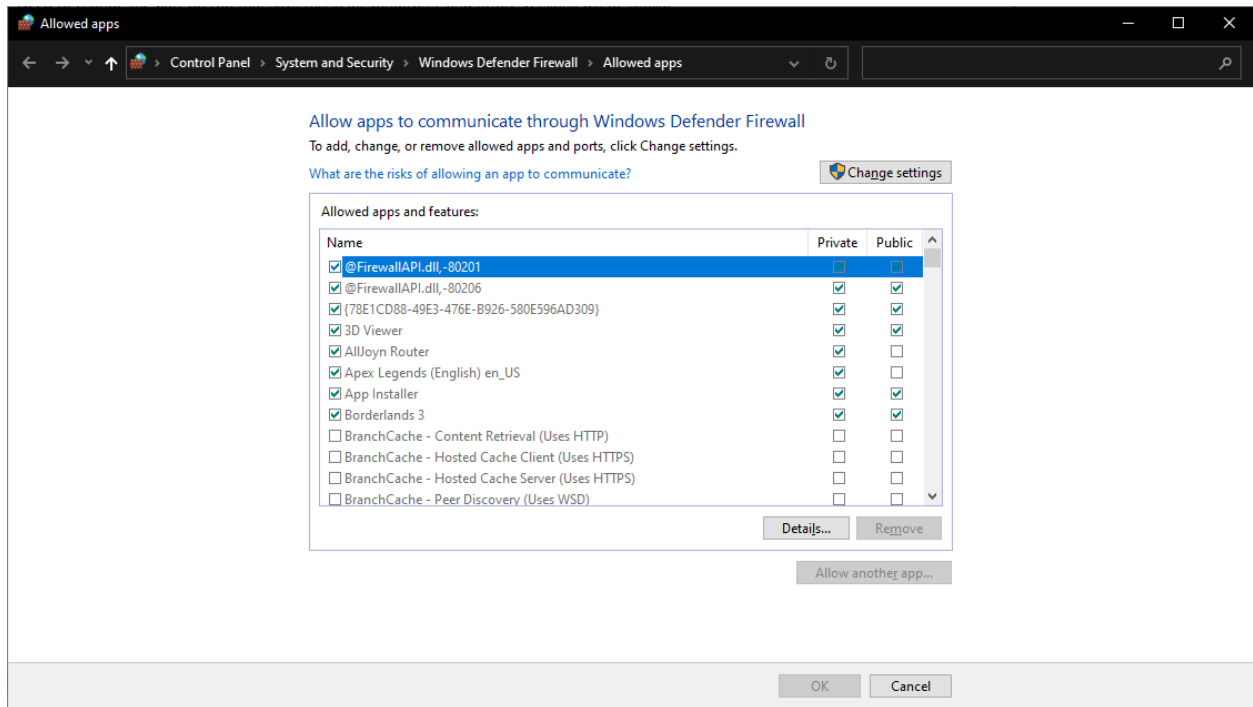 Allowed apps
Control Panel > System and Security > Windows Defender Firewall > Allowed apps
Allow apps to communicate through Windows Defender Firewall
To add, change, or remove allowed apps and ports, click Change settings.
What are the risks of allowing an app to communicate?
Change settings
Allowed apps and features:
Name Private Public
@FirewallAPI.dll,-80201
@FirewallAPI.dll,-80206
{78E1CD88-49E3-476E-B926-580E596AD309}
3D Viewer
AllJoyn Router
Apex Legends (English) en_US
App Installer
Borderlands 3
BranchCache - Content Retrieval (Uses HTTP)
BranchCache - Hosted Cache Client (Uses HTTPS)
BranchCache - Hosted Cache Server (Uses HTTPS)
BranchCache - Peer Discovery (Uses WSD)
Details... Remove
Allow another app...
OK Cancel